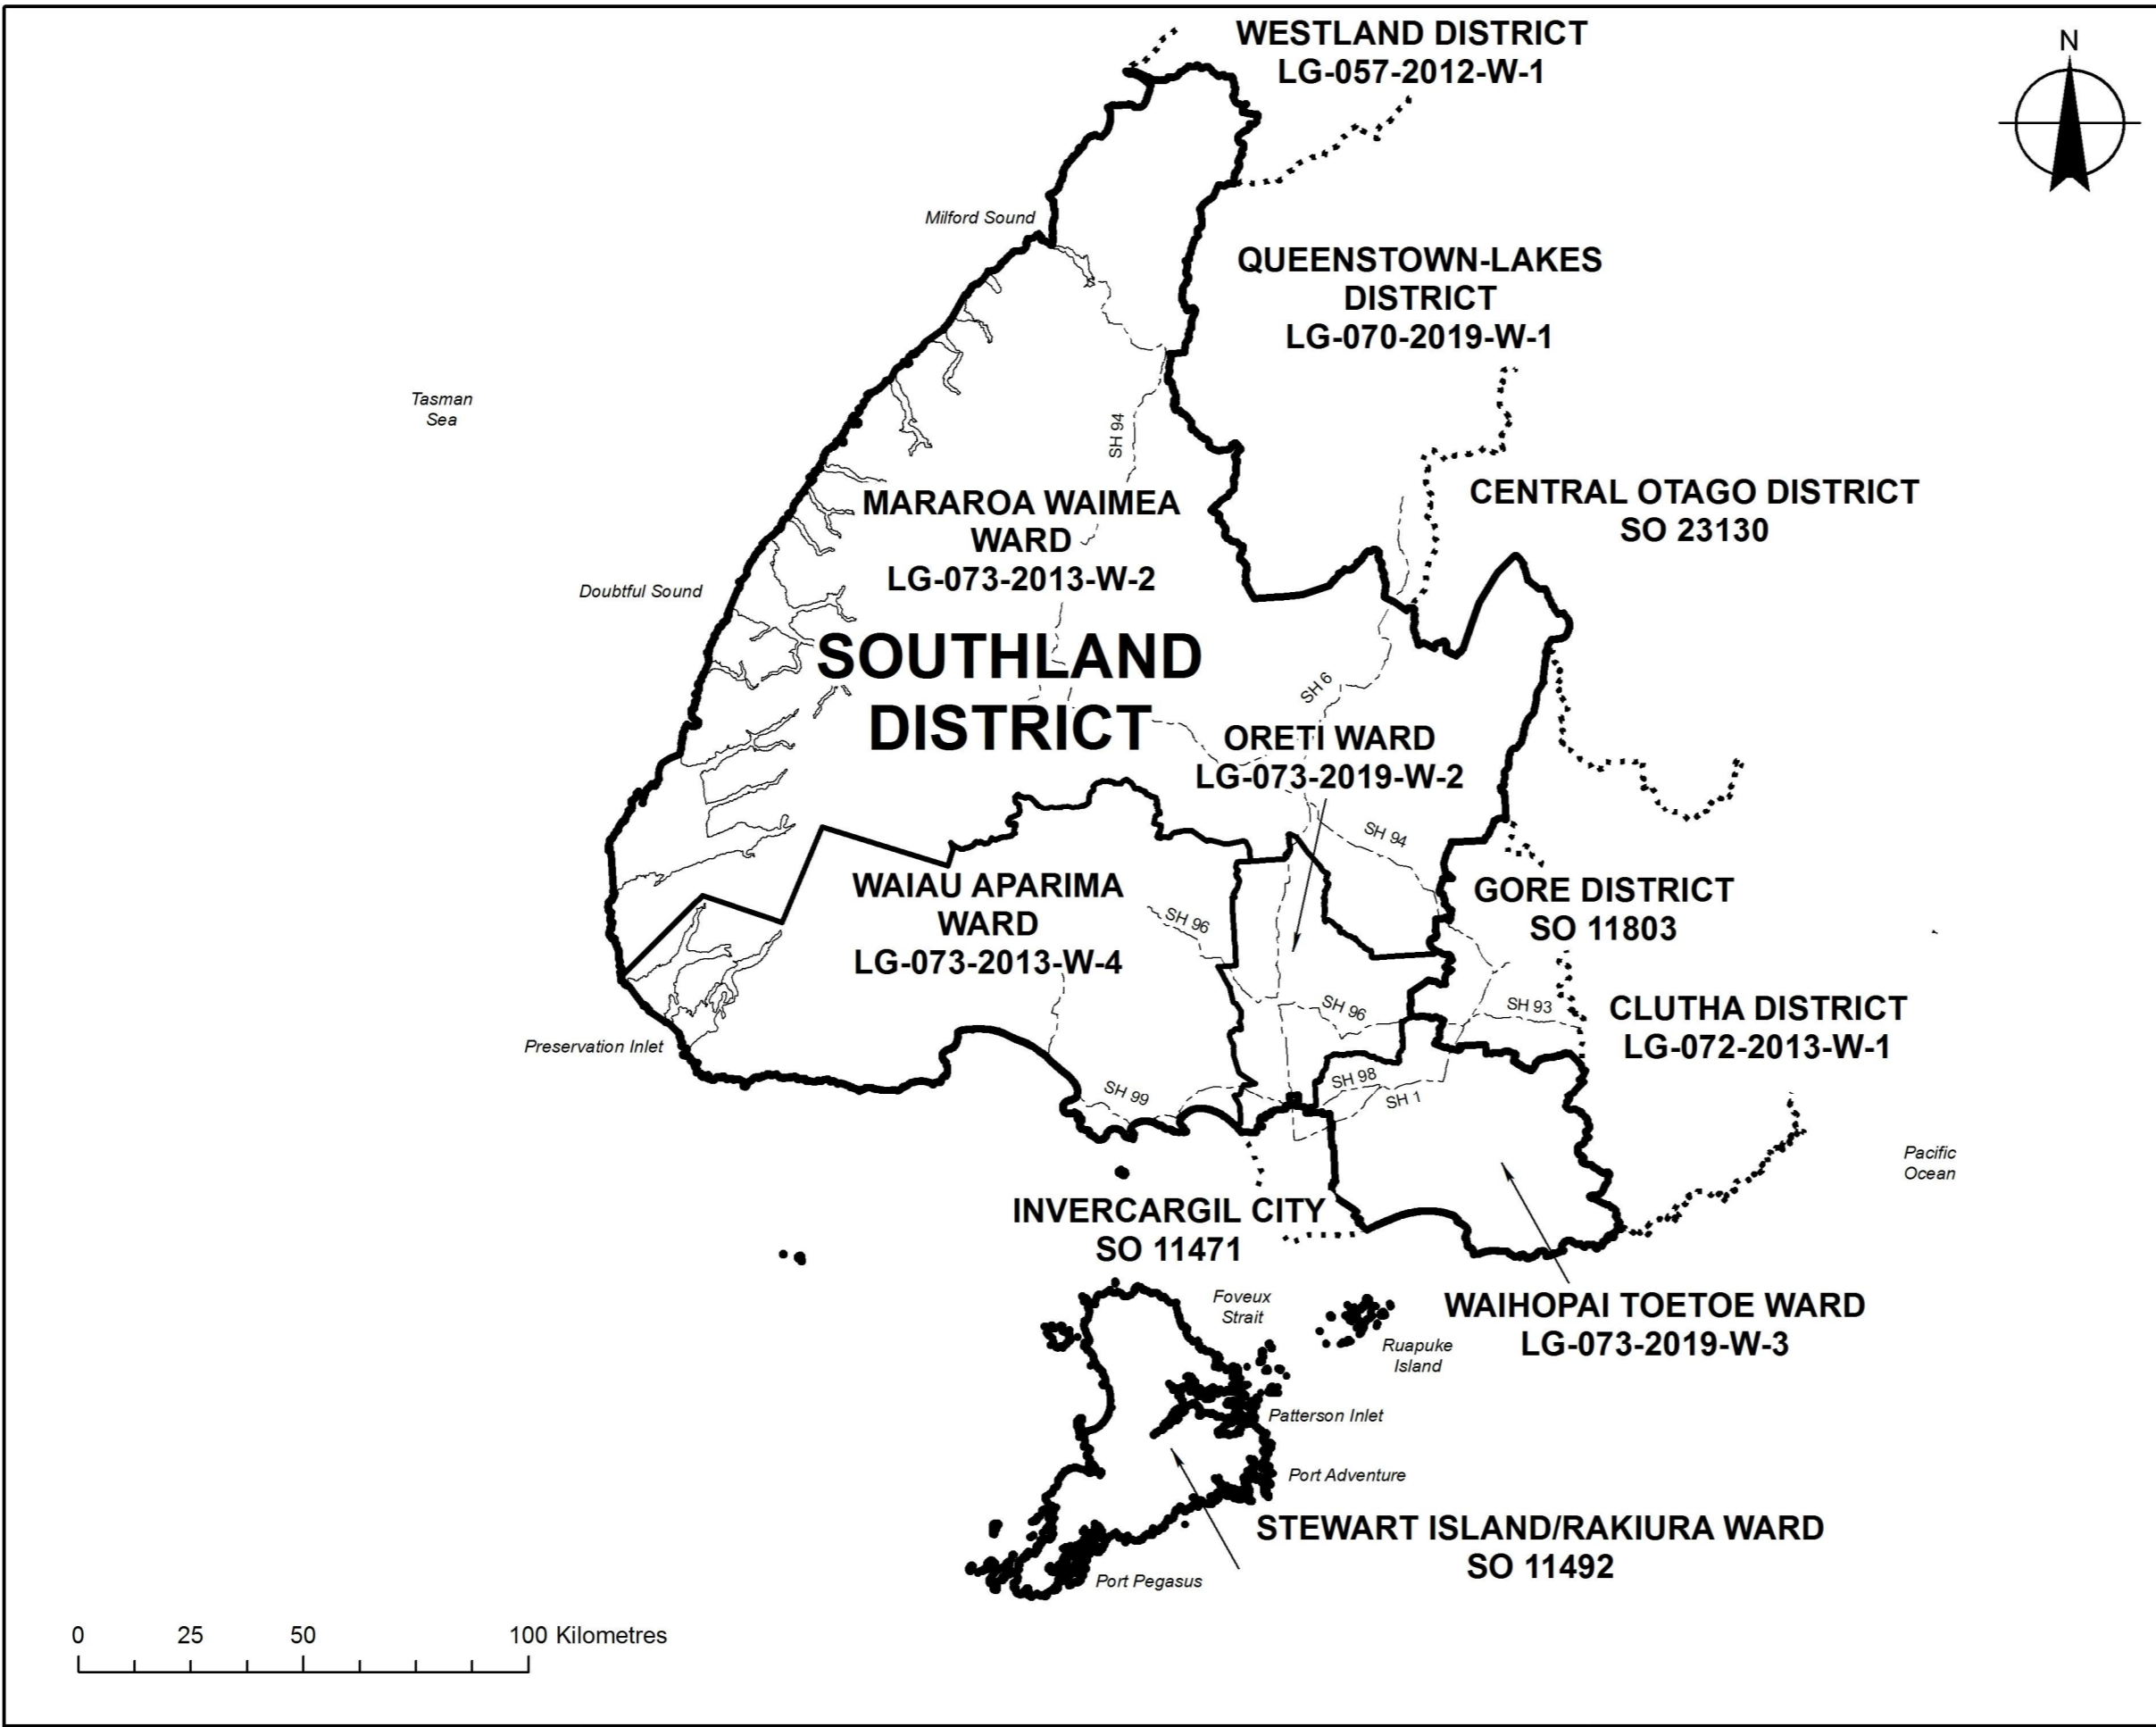 WESTLAND DISTRICT
LG-057-2012-W-1
N
Milford Sound
QUEENSTOWN-LAKES
DISTRICT
LG-070-2019-W-1
Tasman
Sea
SH 94
MARAROA WAIMEA
WARD
LG-073-2013-W-2
CENTRAL OTAGO DISTRICT
SO 23130
Doubtful Sound
SOUTHLAND
DISTRICT
SH 6
ORETI WARD
LG-073-2019-W-2
SH 94
WAIAU APARIMA
WARD
LG-073-2013-W-4
SH 96
GORE DISTRICT
SO 11803
SH 96
SH 93
CLUTHA DISTRICT
LG-072-2013-W-1
Preservation Inlet
SH 99
SH 98
SH 1
Pacific
Ocean
INVERCARGIL CITY
SO 11471
Foveux
Strait
Ruapuke
Island
WAIHOPAI TOETOE WARD
LG-073-2019-W-3
Patterson Inlet
Port Adventure
STEWART ISLAND/RAKIURA WARD
SO 11492
Port Pegasus
0 25 50 100 Kilometres